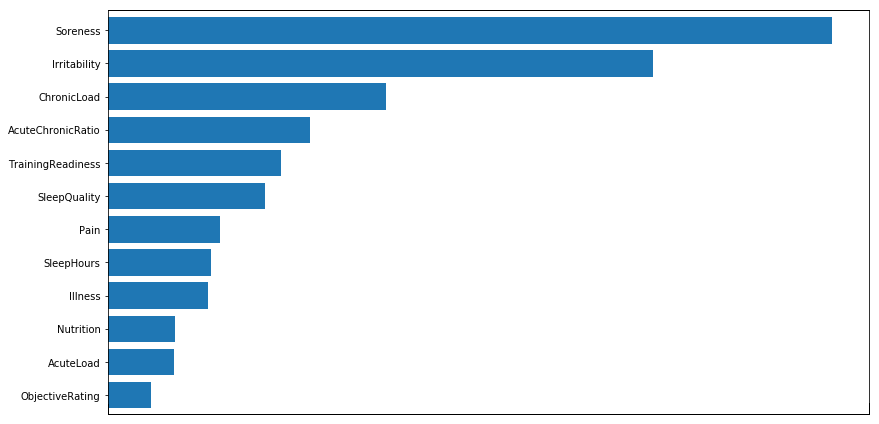 Soreness
Irritability
ChronicLoad
AcuteChronicRatio
TrainingReadiness
SleepQuality
Pain
SleepHours
Illness
Nutrition
AcuteLoad
ObjectiveRating